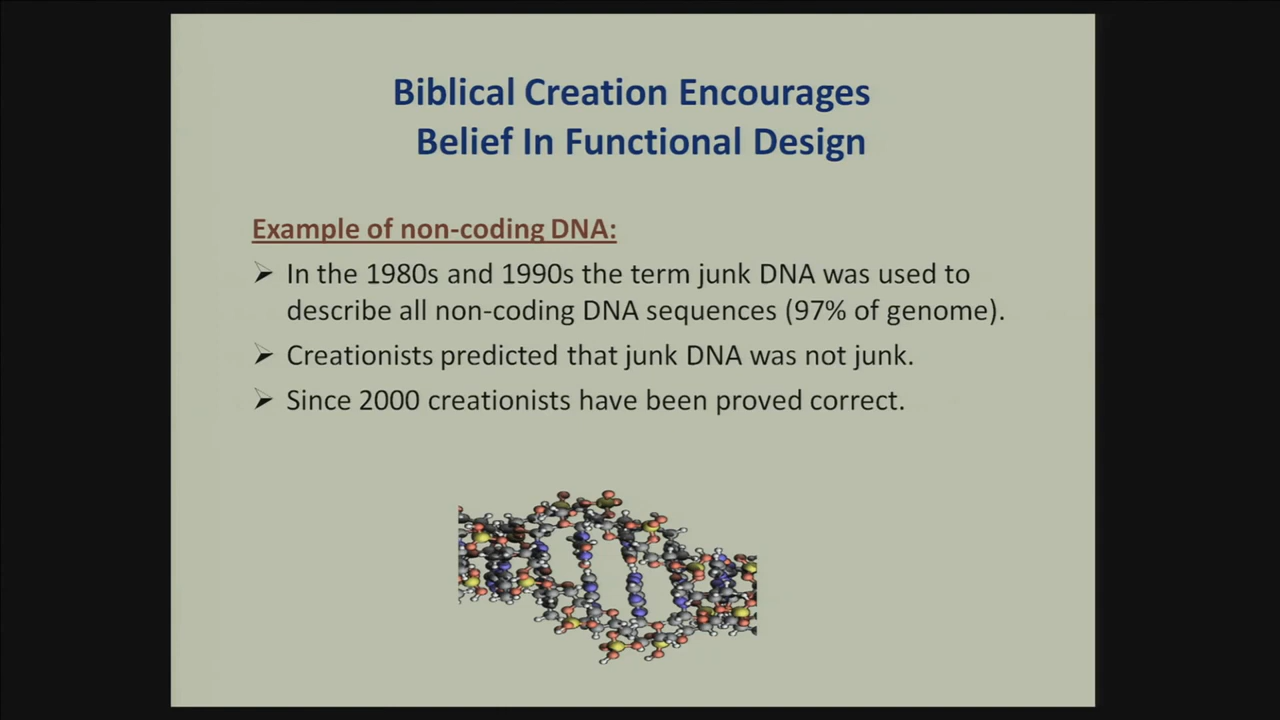 Biblical Creation Encourages
Belief In Functional Design
Example of non-coding DNA:
➤ In the 1980s and 1990s the term junk DNA was used to
describe all non-coding DNA sequences (97% of genome).
➤ Creationists predicted that junk DNA was not junk.
➤ Since 2000 creationists have been proved correct.